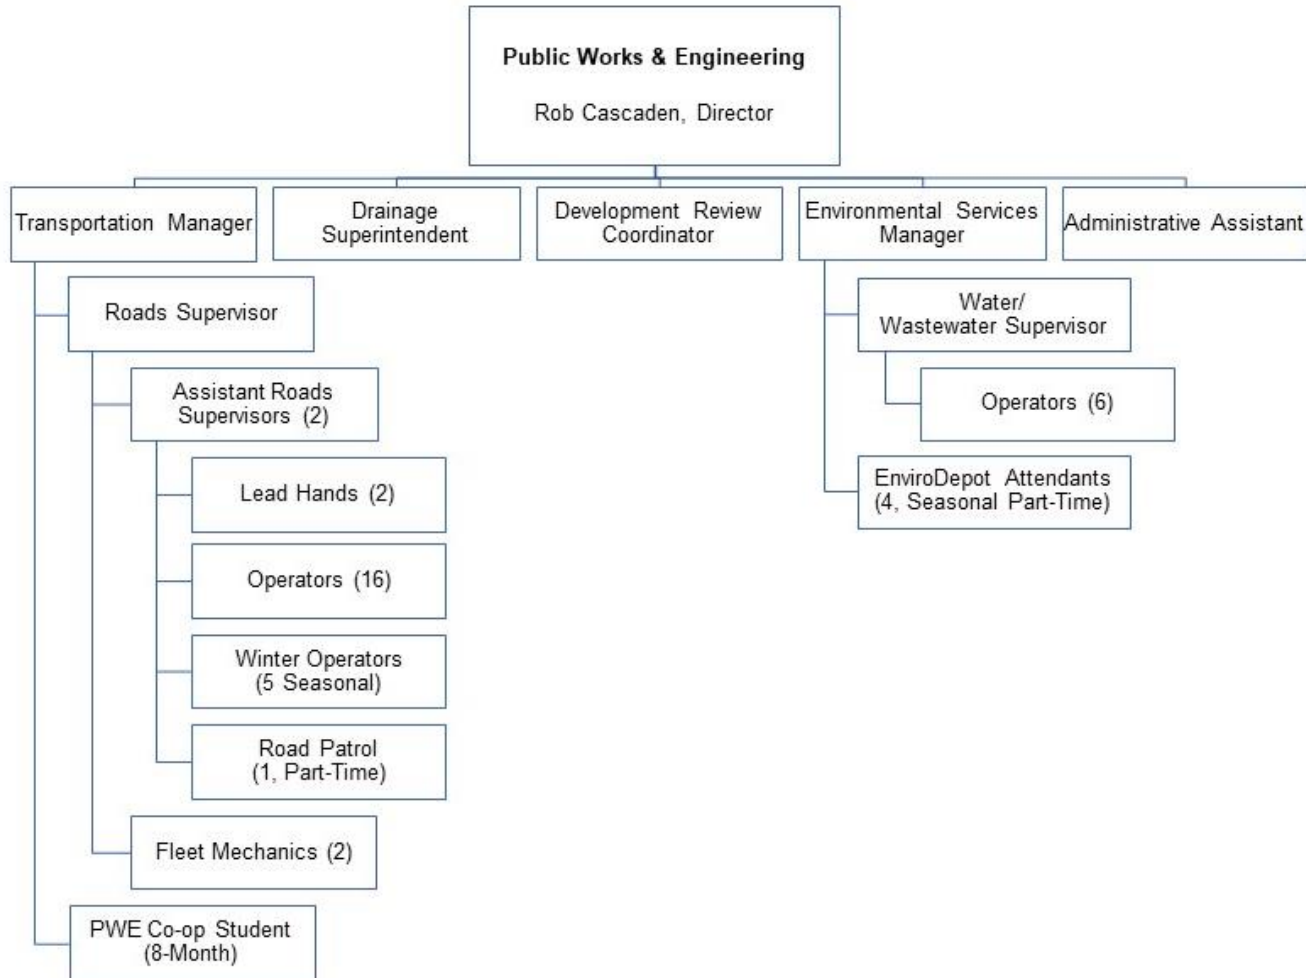 Public Works & Engineering
Rob Cascaden, Director
Transportation Manager
Drainage
Superintendent
Development Review
Coordinator
Environmental Services
Manager
Administrative Assistant
Roads Supervisor
Assistant Roads
Supervisors (2)
Lead Hands (2)
Operators (16)
Winter Operators
(5 Seasonal)
Road Patrol
(1, Part-Time)
Fleet Mechanics (2)
PWE Co-op Student
(8-Month)
Water/
Wastewater Supervisor
Operators (6)
EnviroDepot Attendants
(4, Seasonal Part-Time)